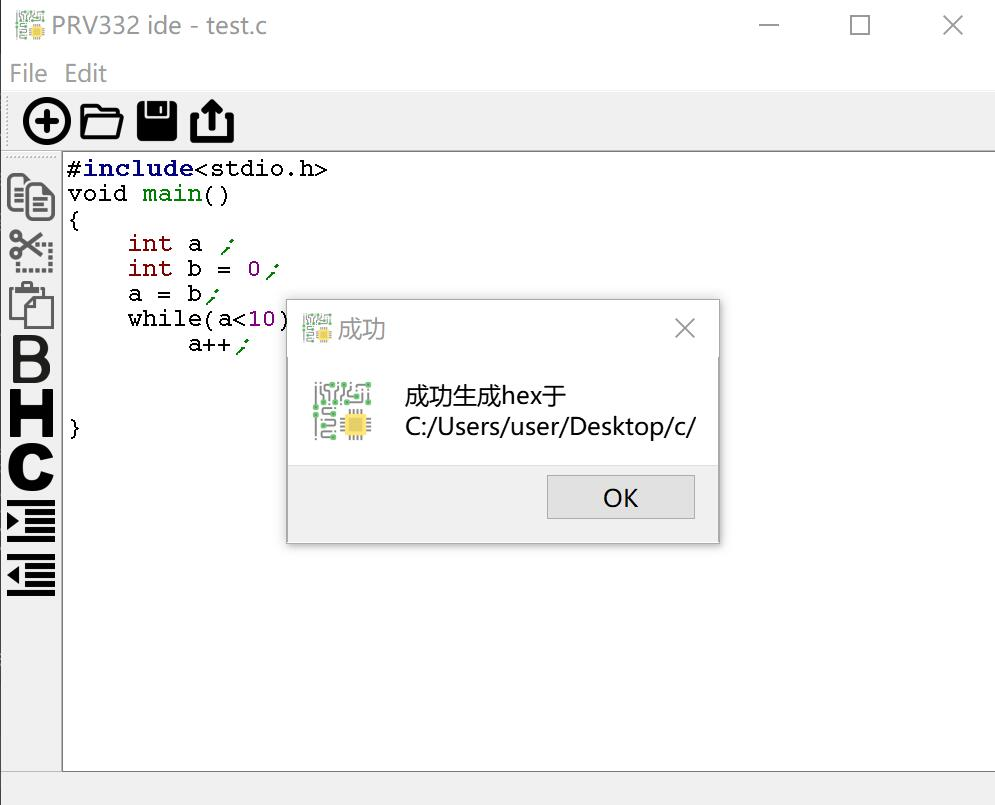 PRV332 ide - test.c
File Edit
#include<stdio.h>
void main()
{
int a ;
int b = 0;
a = b;
while(a<10)
a++;
}
成功
成功生成hex于
C:/Users/user/Desktop/c/
OK
B
H
C